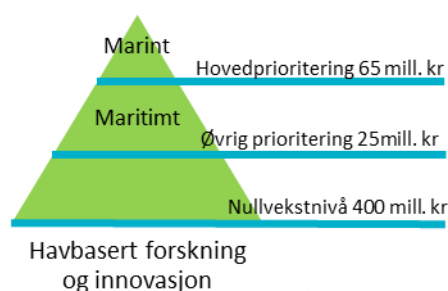 Marint
Hovedprioritering 65 mill. kr
Maritimt
Øvrig prioritering 25mill. kr
Nullvekstnivå 400 mill. kr
Havbasert forskning
og innovasjon